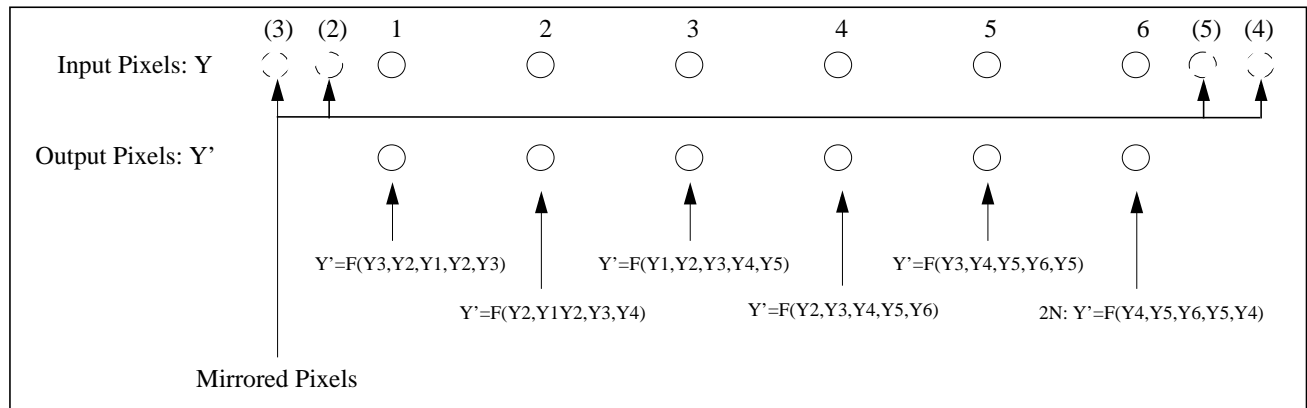 (3) (2) 1 2 3 4 5 6 (5) (4)
Input Pixels: Y
Output Pixels: Y’
Y’=F(Y3,Y2,Y1,Y2,Y3) Y’=F(Y1,Y2,Y3,Y4,Y5) Y’=F(Y3,Y4,Y5,Y6,Y5)
Y’=F(Y2,Y1Y2,Y3,Y4) Y’=F(Y2,Y3,Y4,Y5,Y6) 2N: Y’=F(Y4,Y5,Y6,Y5,Y4)
Mirrored Pixels